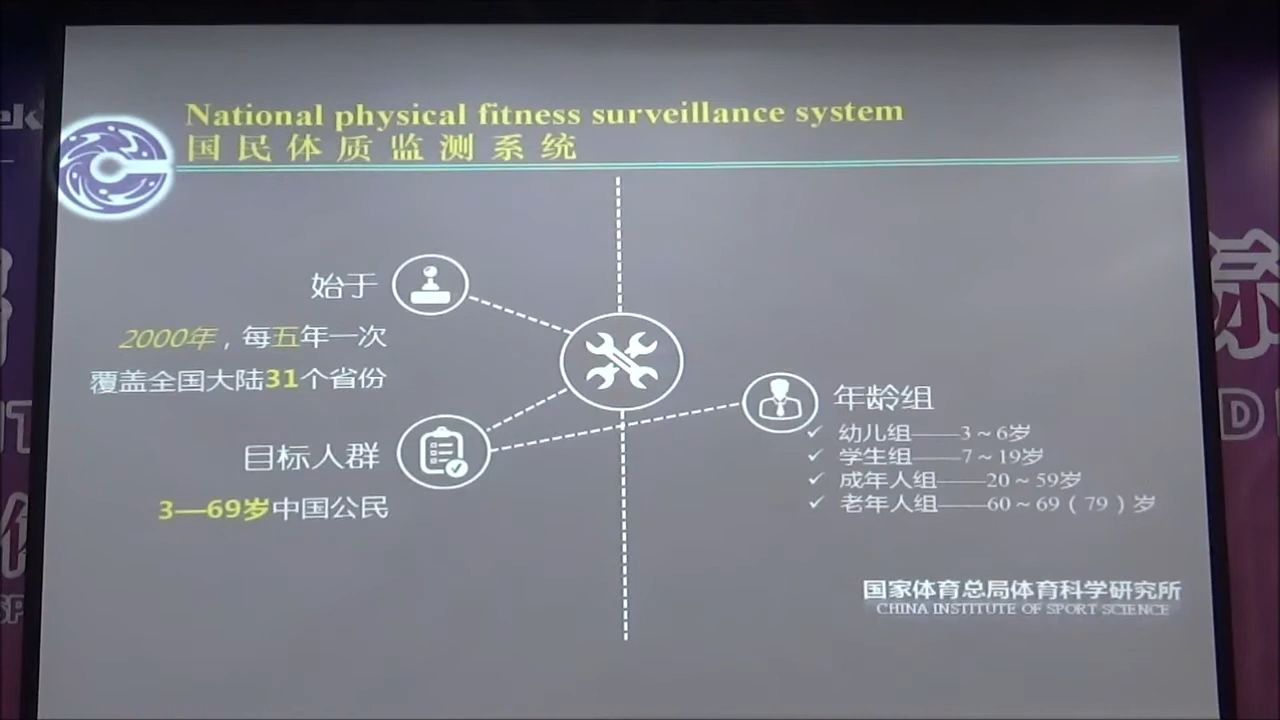 National physical fitness surveillance system
国民体质监测系统
始于
2000年，每五年一次
覆盖全国大陆31个省份
目标人群
3—69岁中国公民
年龄组
✓ 幼儿组——3～6岁
✓ 学生组——7～19岁
✓ 成年人组——20～59岁
✓ 老年人组——60～69（79）岁
国家体育总局体育科学研究所
CHINA INSTITUTE OF SPORT SCIENCE
标
D
SP